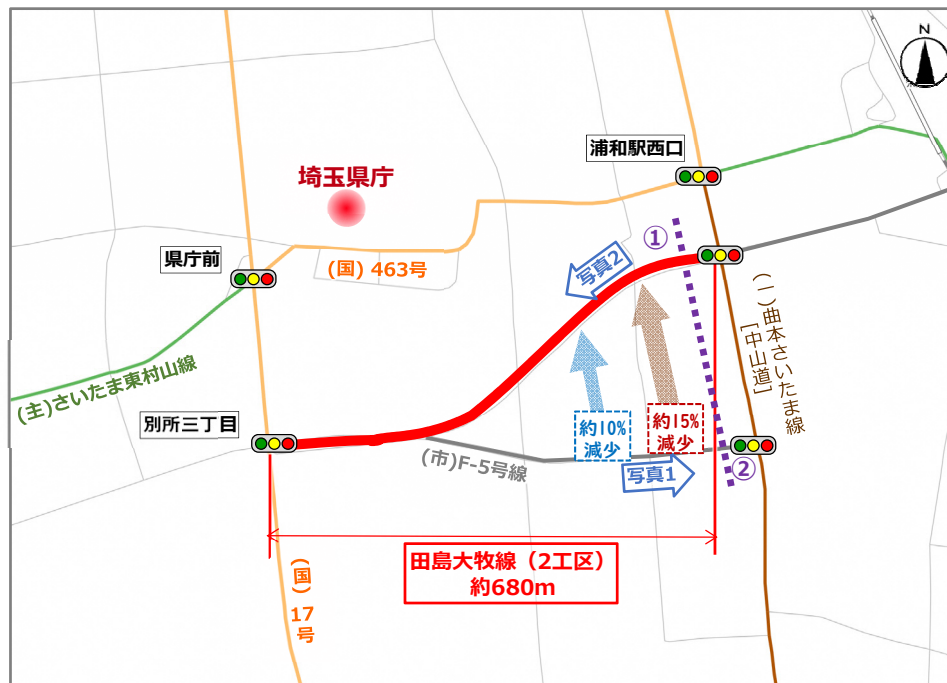 N
浦和駅西口
埼玉県庁
①
県庁前
写真2
(国) 463号
(一)曲本さいたま線
[中山道]
(主)さいたま東村山線
別所三丁目
約10%
減少
約15%
減少
(市)F-5号線
写真1
②
田島大牧線（2工区）
約680m
(国) 17号